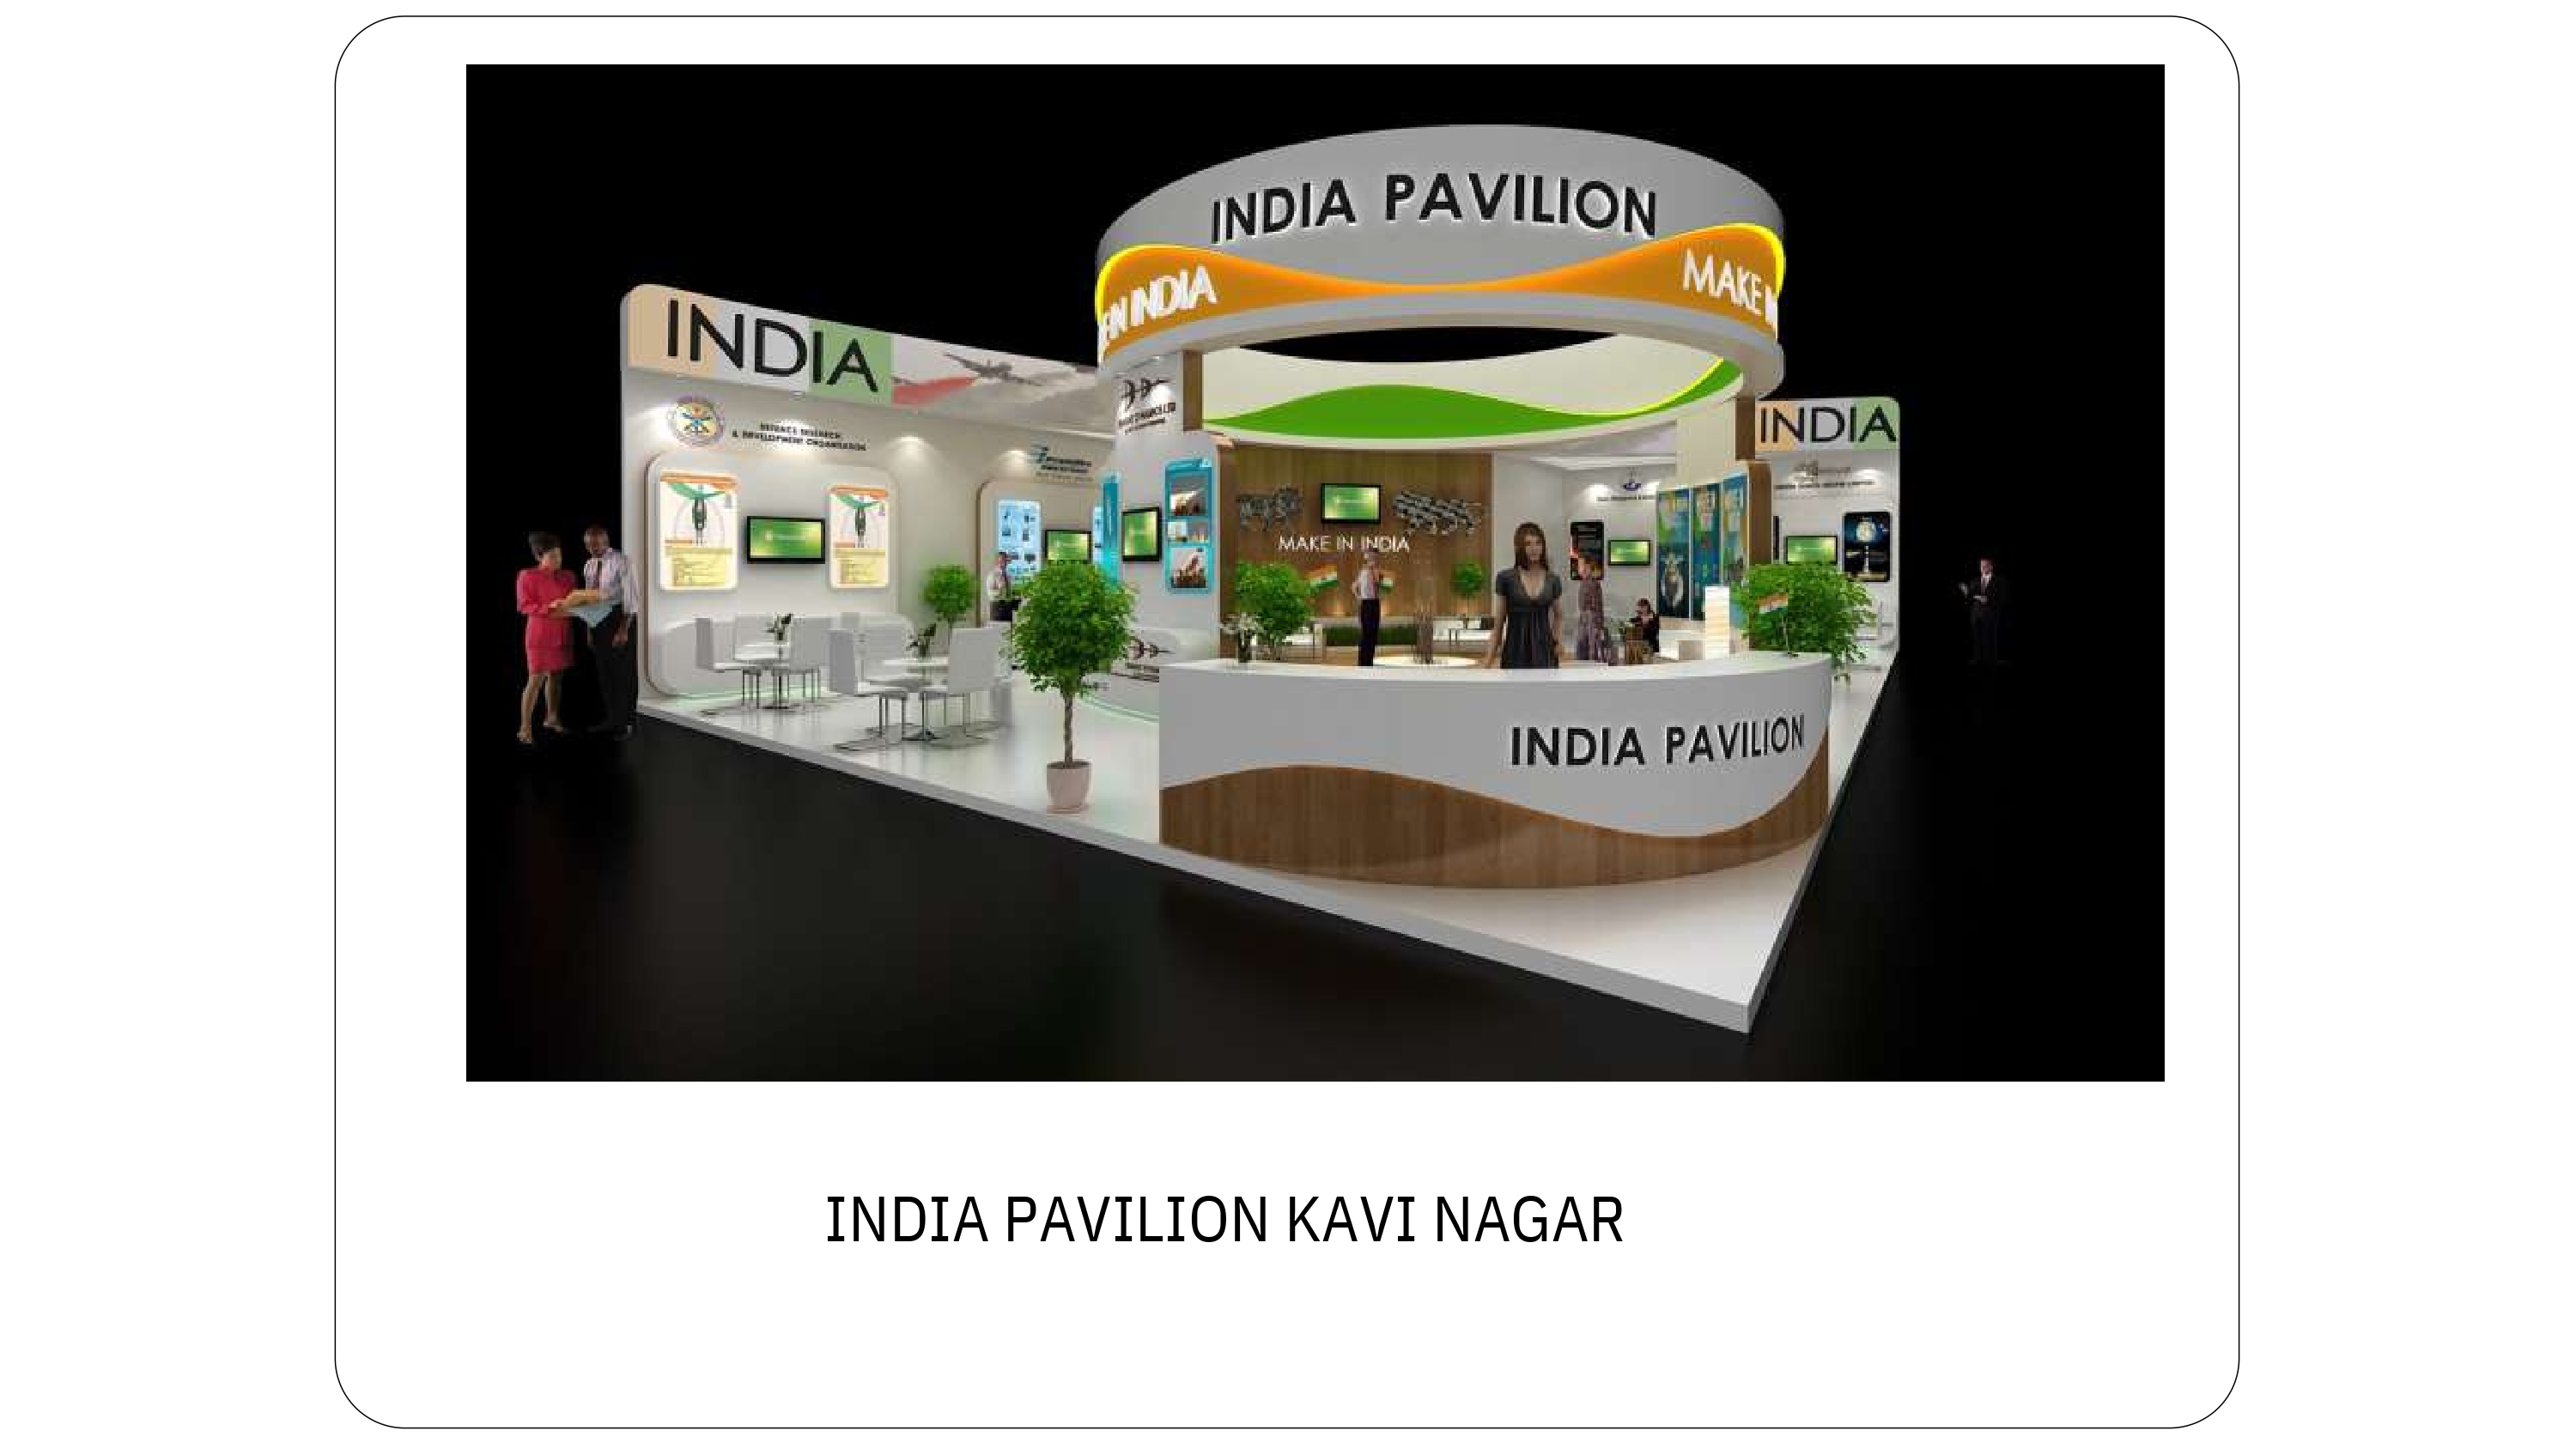 INDIA PAVILION
IN INDIA
MAKE IN
INDIA
INDIA
DEFENCE RESEARCH
& DEVELOPMENT ORGANISATION
MAKE IN INDIA
INDIA PAVILION
INDIA PAVILION KAVI NAGAR